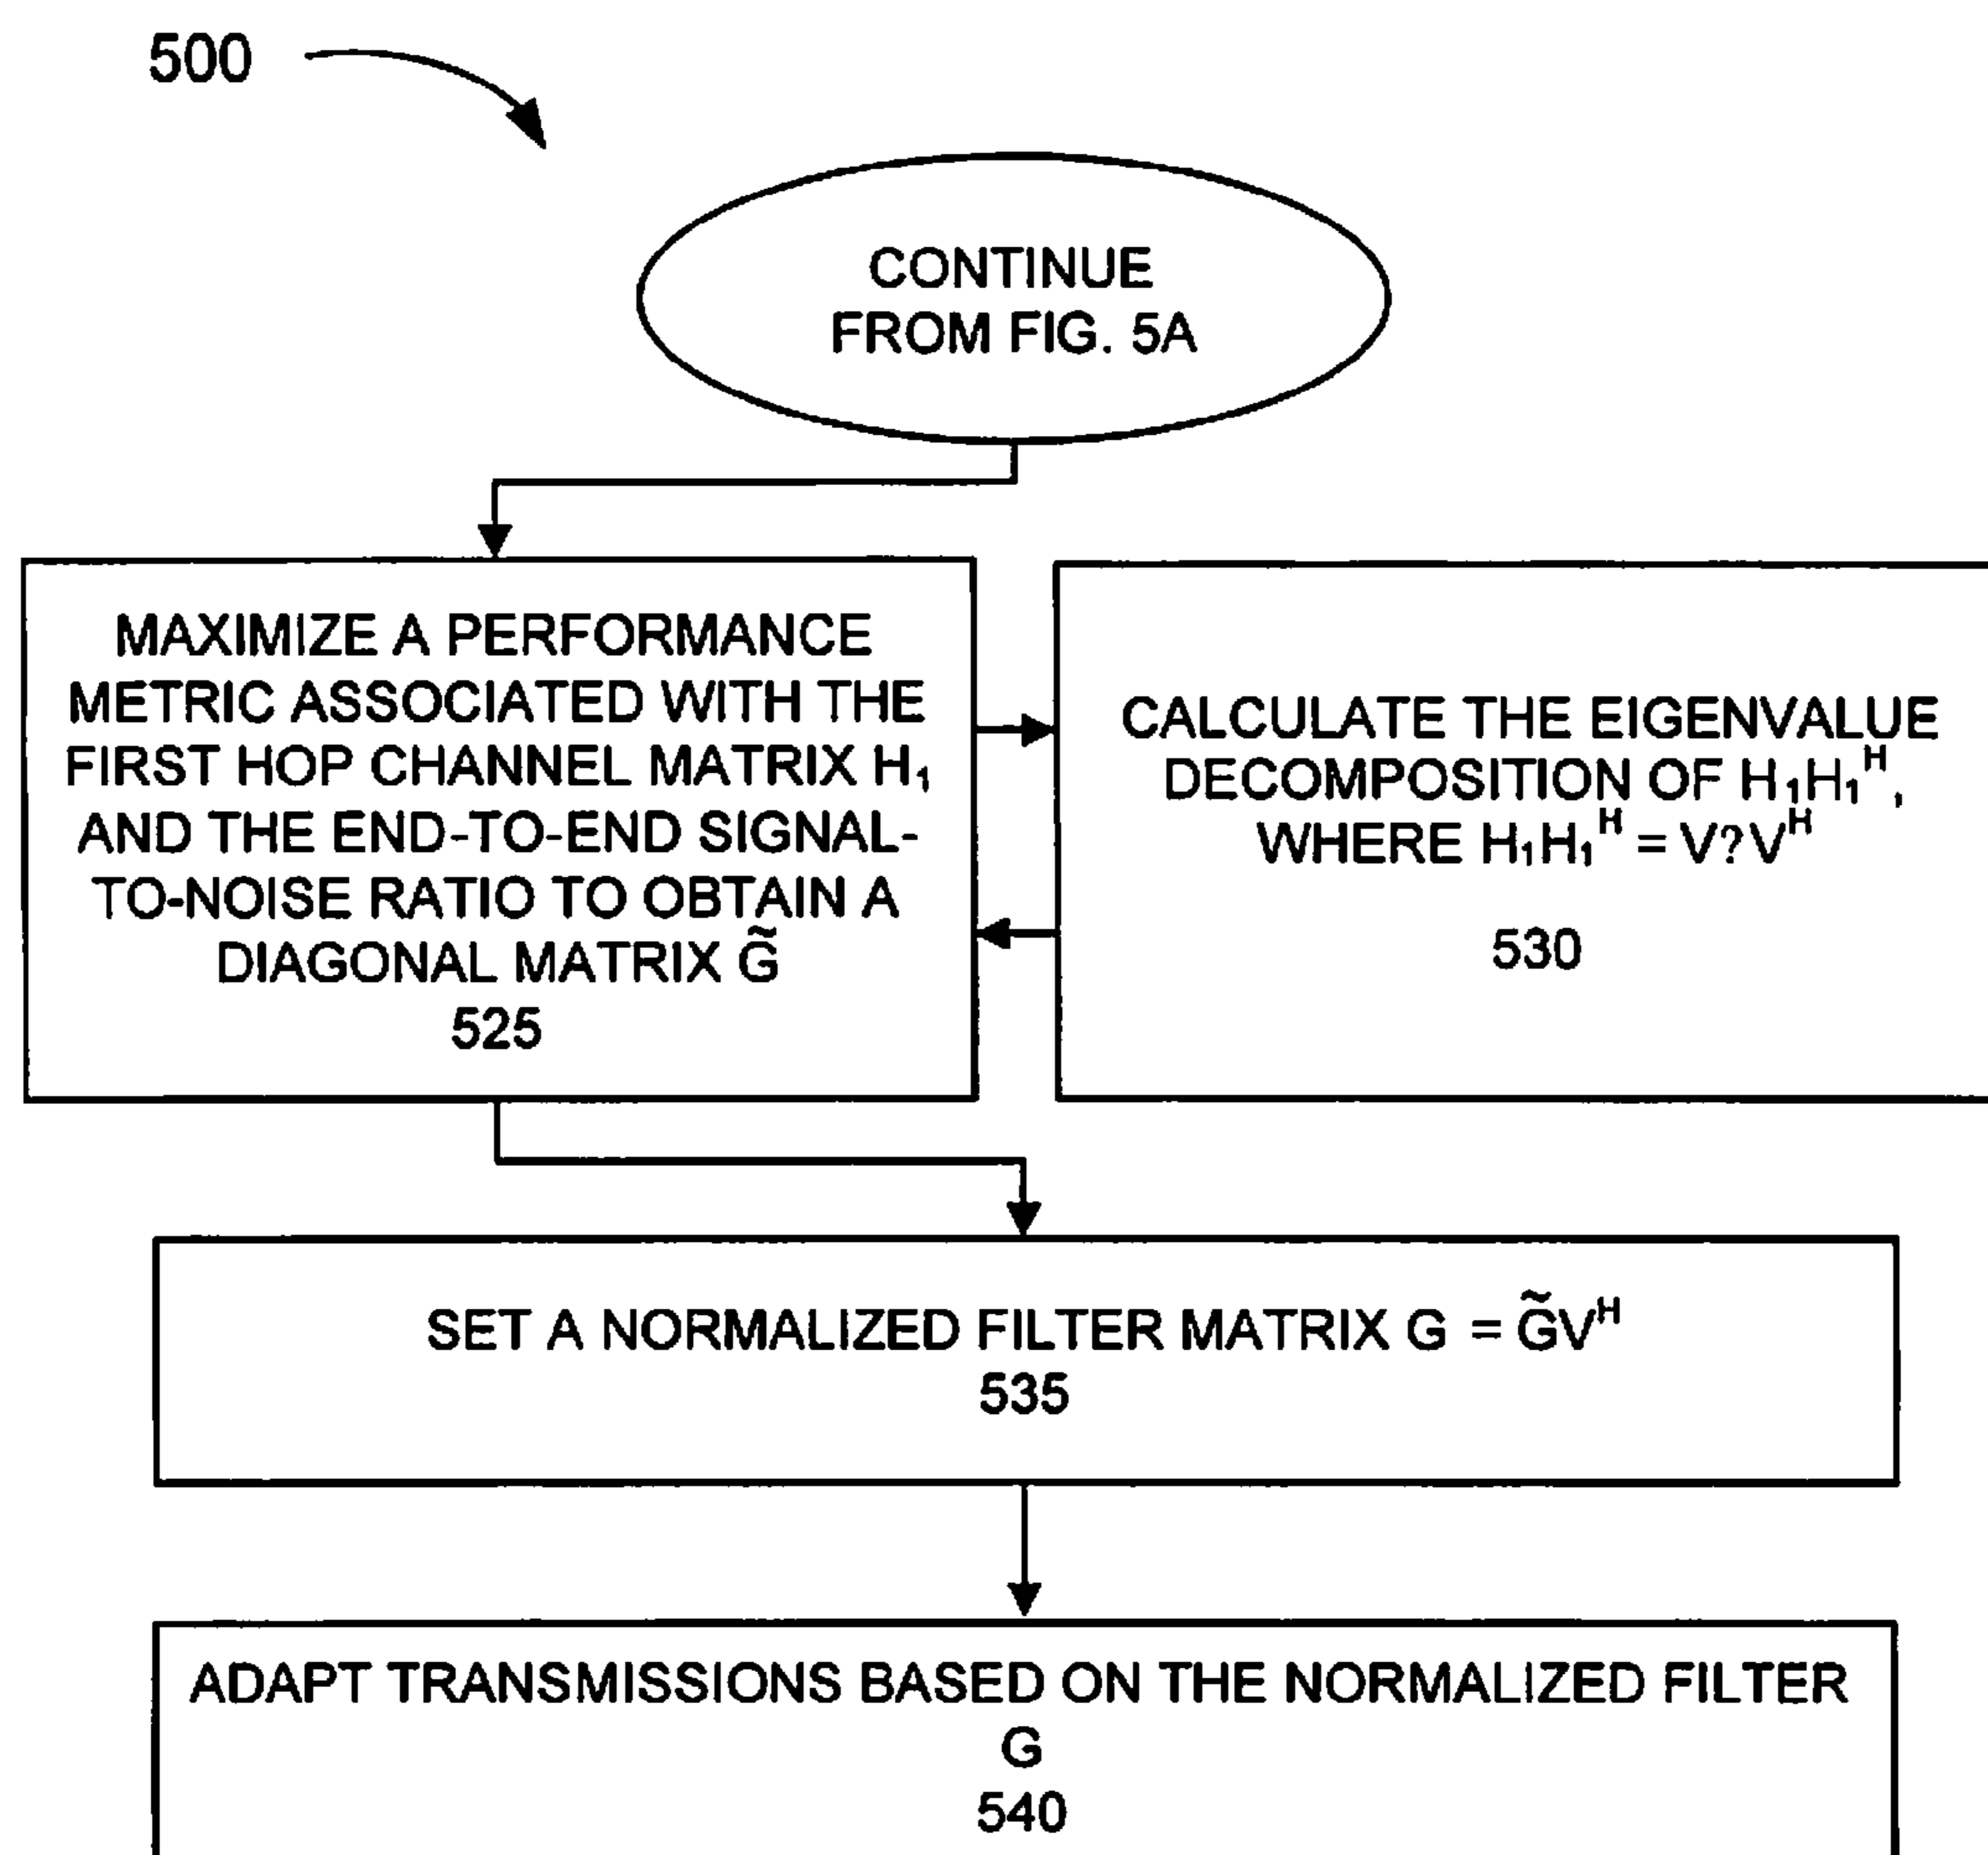 500
CONTINUE
FROM FIG. 5A
MAXIMIZE A PERFORMANCE
METRIC ASSOCIATED WITH THE
FIRST HOP CHANNEL MATRIX H₁
AND THE END-TO-END SIGNAL-
TO-NOISE RATIO TO OBTAIN A
DIAGONAL MATRIX G̃
525
CALCULATE THE EIGENVALUE
DECOMPOSITION OF H₁H₁ᴴ,
WHERE H₁H₁ᴴ = V?Vᴴ
530
SET A NORMALIZED FILTER MATRIX G = G̃Vᴴ
535
ADAPT TRANSMISSIONS BASED ON THE NORMALIZED FILTER
G
540